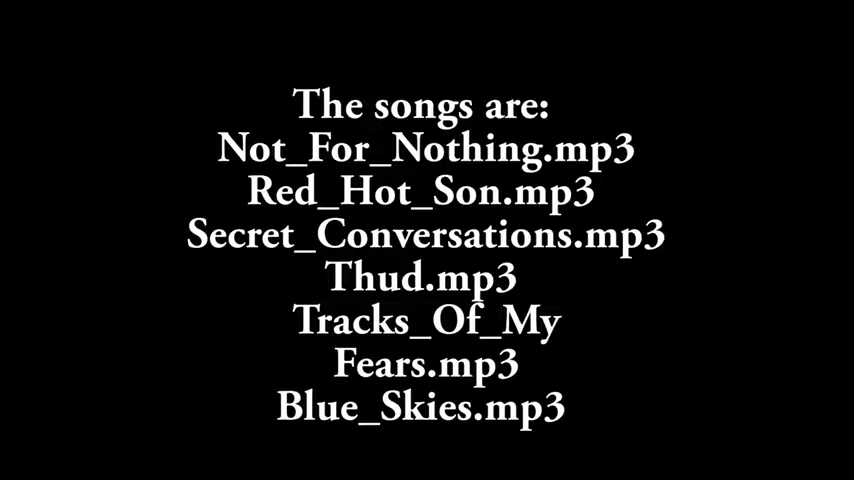 The songs are:
Not_For_Nothing.mp3
Red_Hot_Son.mp3
Secret_Conversations.mp3
Thud.mp3
Tracks_Of_My
Fears.mp3
Blue_Skies.mp3